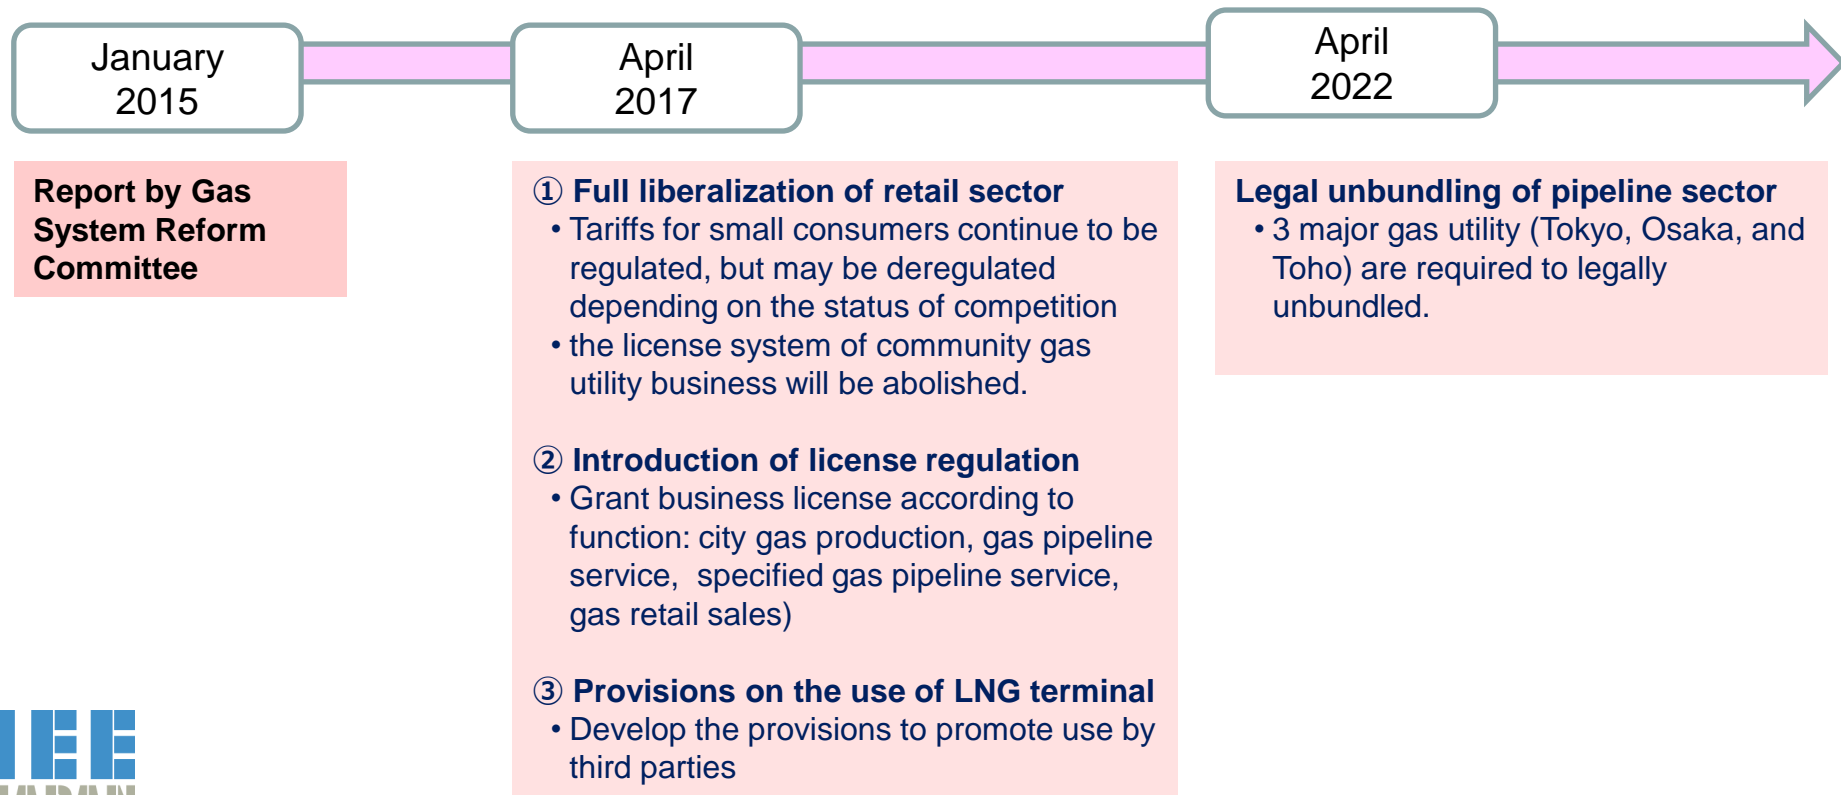 January
2015
April
2017
April
2022
Report by Gas
System Reform
Committee
① Full liberalization of retail sector
• Tariffs for small consumers continue to be
regulated, but may be deregulated
depending on the status of competition
• the license system of community gas
utility business will be abolished.
② Introduction of license regulation
• Grant business license according to
function: city gas production, gas pipeline
service, specified gas pipeline service,
gas retail sales)
③ Provisions on the use of LNG terminal
• Develop the provisions to promote use by
third parties
Legal unbundling of pipeline sector
• 3 major gas utility (Tokyo, Osaka, and
Toho) are required to legally
unbundled.
IEE
JAPAN